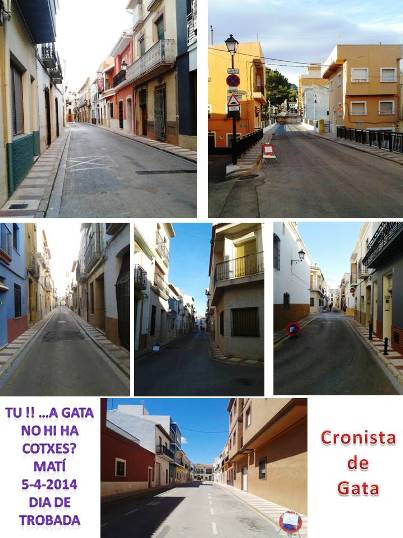 TU !! ...A GATA
NO HI HA
COTXES?
MATÍ
5-4-2014
DIA DE
TROBADA
Cronista
de
Gata